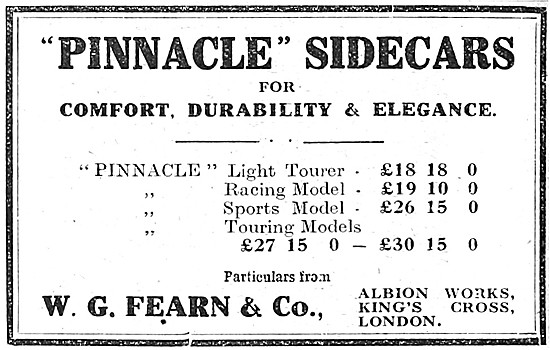 "PINNACLE" SIDECARS
FOR
COMFORT, DURABILITY & ELEGANCE.
"PINNACLE" Light Tourer - £18 18 0
„ Racing Model - £19 10 0
„ Sports Model - £26 15 0
„ Touring Models
£27 15 0 – £30 15 0
Particulars from
W. G. FEARN & Co.,
ALBION WORKS,
KING'S CROSS,
LONDON.